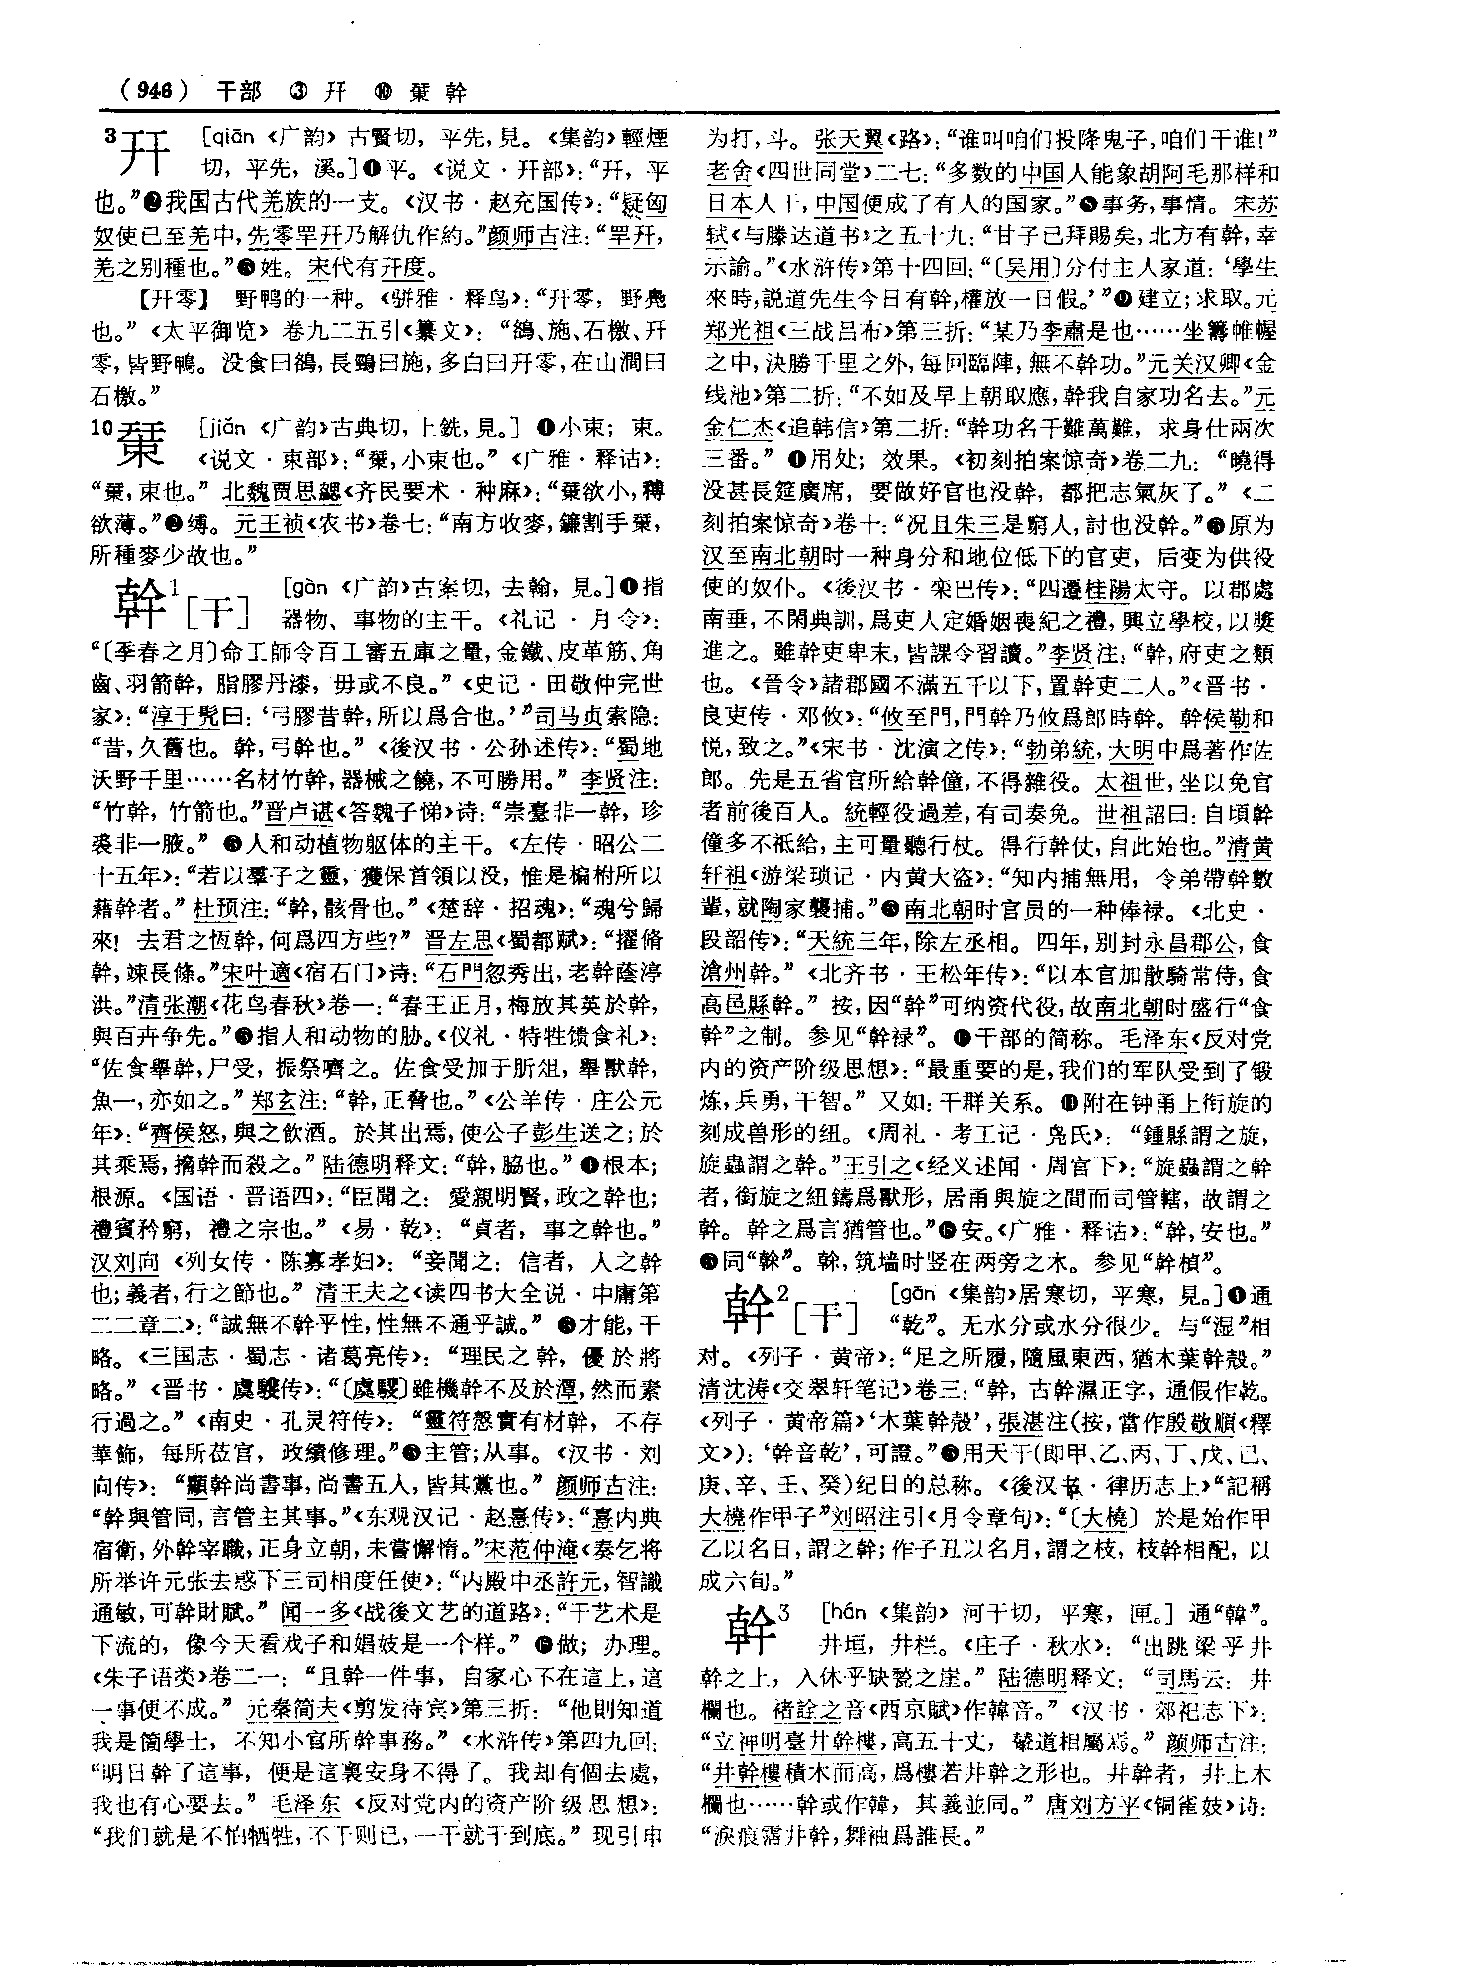 （946） 干部 ③ 幵 ⑩ 㯠 幹
3幵 ［qiān《广韵》古賢切，平先，見。《集韵》輕煙
切，平先，溪。］❶平。《说文·幵部》：“幵，平
也。”❷我国古代羌族的一支。《汉书·赵充国传》：“疑匈
奴使已至羌中，先零罕幵乃解仇作約。”颜师古注：“罕幵，
羌之别種也。”❸姓。宋代有幵度。
【幵零】 野鸭的一种。《骈雅·释鸟》：“幵零，野凫
也。”《太平御览》卷九二五引《纂文》：“鴿、施、石檄、幵
零，皆野鴨。没食曰鴿，長鷃曰施，多白曰幵零，在山澗曰
石檄。”
10㯠 ［jiǎn《广韵》古典切，上銑，見。］❶小束；束。
《说文·束部》：“㯠，小束也。”《广雅·释诂》：
“㯠，束也。”北魏贾思勰《齐民要术·种麻》：“㯠欲小，䅵
欲薄。”❷缚。元王祯《农书》卷七：“南方收麥，鐮割手㯠，
所種麥少故也。”
幹1［干］ ［gàn《广韵》古案切，去翰，見。］❶指
器物、事物的主干。《礼记·月令》：
“〔季春之月〕命工師令百工審五庫之量，金鐵、皮革筋、角
齒、羽箭幹，脂膠丹漆，毋或不良。”《史记·田敬仲完世
家》：“淳于髡曰：‘弓膠昔幹，所以爲合也。’”司马贞索隐：
“昔，久舊也。幹，弓幹也。”《後汉书·公孙述传》：“蜀地
沃野千里……名材竹幹，器械之饒，不可勝用。”李贤注：
“竹幹，竹箭也。”晋卢谌《答魏子悌》诗：“崇臺非一幹，珍
裘非一腋。”❷人和动植物躯体的主干。《左传·昭公二
十五年》：“若以羣子之靈，獲保首領以没，惟是楄柎所以
藉幹者。”杜预注：“幹，骸骨也。”《楚辞·招魂》：“魂兮歸
來！去君之恆幹，何爲四方些？”晋左思《蜀都赋》：“擢脩
幹，竦長條。”宋叶適《宿石门》诗：“石門忽秀出，老幹蔭渟
洪。”清张潮《花鸟春秋》卷一：“春王正月，梅放其英於幹，
與百卉争先。”❸指人和动物的胁。《仪礼·特牲馈食礼》：
“佐食舉幹，尸受，振祭嚌之。佐食受加于肵俎，舉獸幹，
魚一，亦如之。”郑玄注：“幹，正脅也。”《公羊传·庄公元
年》：“齊侯怒，與之飲酒。於其出焉，使公子彭生送之；於
其乘焉，搚幹而殺之。”陆德明释文：“幹，脇也。”❹根本；
根源。《国语·晋语四》：“臣聞之：愛親明賢，政之幹也；
禮賓矜窮，禮之宗也。”《易·乾》：“貞者，事之幹也。”
汉刘向《列女传·陈寡孝妇》：“妾聞之：信者，人之幹
也；義者，行之節也。”清王夫之《读四书大全说·中庸第
二二章二》：“誠無不幹乎性，性無不通乎誠。”❺才能，干
略。《三国志·蜀志·诸葛亮传》：“理民之幹，優於將
略。”《晋书·虞𩦎传》：“〔虞𩦎〕雖機幹不及於潭，然而素
行過之。”《南史·孔灵符传》：“靈符慤實有材幹，不存
華飾，每所莅官，政績修理。”❻主管；从事。《汉书·刘
向传》：“顯幹尚書事，尚書五人，皆其黨也。”颜师古注：
“幹與管同，言管主其事。”《东观汉记·赵憙传》：“憙内典
宿衛，外幹宰職，正身立朝，未嘗懈惰。”宋范仲淹《奏乞将
所举许元张去惑下三司相度任使》：“内殿中丞許元，智識
通敏，可幹財賦。”闻一多《战後文艺的道路》：“干艺术是
下流的，像今天看戏子和娼妓是一个样。”❼做；办理。
《朱子语类》卷二一：“且幹一件事，自家心不在這上，這
一事便不成。”元秦简夫《剪发待宾》第三折：“他則知道
我是箇學士，不知小官所幹事務。”《水浒传》第四九回：
“明日幹了這事，便是這裏安身不得了。我却有個去處，
我也有心要去。”毛泽东《反对党内的资产阶级思想》：
“我们就是不怕牺牲，不干则已，一干就干到底。”现引申
为打，斗。张天翼《路》：“谁叫咱们投降鬼子，咱们干谁！”
老舍《四世同堂》二七：“多数的中国人能象胡阿毛那样和
日本人干，中国便成了有人的国家。”❽事务，事情。宋苏
轼《与滕达道书》之五十九：“甘子已拜賜矣，北方有幹，幸
示諭。”《水浒传》第十四回：“〔吴用〕分付主人家道：‘學生
來時，説道先生今日有幹，權放一日假。’”❾建立；求取。元
郑光祖《三战吕布》第三折：“某乃李肅是也……坐籌帷幄
之中，決勝千里之外，每回臨陣，無不幹功。”元关汉卿《金
线池》第二折：“不如及早上朝取應，幹我自家功名去。”元
金仁杰《追韩信》第二折：“幹功名千難萬難，求身仕兩次
三番。”❿用处；效果。《初刻拍案惊奇》卷二九：“曉得
没甚長筵廣席，要做好官也没幹，都把志氣灰了。”《二
刻拍案惊奇》卷十：“况且朱三是窮人，討也没幹。”⓫原为
汉至南北朝时一种身分和地位低下的官吏，后变为供役
使的奴仆。《後汉书·栾巴传》：“四遷桂陽太守。以郡處
南垂，不閑典訓，爲吏人定婚姻喪紀之禮，興立學校，以獎
進之。雖幹吏卑末，皆課令習讀。”李贤注：“幹，府吏之類
也。《晉令》諸郡國不滿五千以下，置幹吏二人。”《晋书·
良吏传·邓攸》：“攸至門，門幹乃攸爲郎時幹。幹侯勒和
悦，致之。”《宋书·沈演之传》：“勃弟統，大明中爲著作佐
郎。先是五省官所給幹僮，不得雜役。太祖世，坐以免官
者前後百人。統輕役過差，有司奏免。世祖詔曰：自頃幹
僮多不祗給，主可量聽行杖。得行幹仗，自此始也。”清黄
轩祖《游梁琐记·内黄大盗》：“知内捕無用，令弟帶幹數
輩，就陶家襲捕。”⓬南北朝时官员的一种俸禄。《北史·
段韶传》：“天統三年，除左丞相。四年，别封永昌郡公，食
滄州幹。”《北齐书·王松年传》：“以本官加散騎常侍，食
高邑縣幹。”按，因“幹”可纳资代役，故南北朝时盛行“食
幹”之制。参见“幹禄”。⓭干部的简称。毛泽东《反对党
内的资产阶级思想》：“最重要的是，我们的军队受到了锻
炼，兵勇，干智。”又如：干群关系。⓮附在钟甬上衔旋的
刻成兽形的纽。《周礼·考工记·凫氏》：“鍾縣謂之旋，
旋蟲謂之幹。”王引之《经义述闻·周官下》：“旋蟲謂之幹
者，銜旋之紐鑄爲獸形，居甬與旋之間而司管轄，故謂之
幹。幹之爲言猶管也。”⓯安。《广雅·释诂》：“幹，安也。”
⓰同“榦”。榦，筑墙时竖在两旁之木。参见“幹楨”。
幹2［干］ ［gān《集韵》居寒切，平寒，見。］❶通
“乾”。无水分或水分很少。与“湿”相
对。《列子·黄帝》：“足之所履，隨風東西，猶木葉幹殼。”
清沈涛《交翠轩笔记》卷三：“幹，古幹濕正字，通假作乾。
《列子·黄帝篇》‘木葉幹殼’，張湛注（按，當作殷敬順《釋
文》）：‘幹音乾’，可證。”❷用天干（即甲、乙、丙、丁、戊、己、
庚、辛、壬、癸）纪日的总称。《後汉书·律历志上》“記稱
大橈作甲子”刘昭注引《月令章句》：“〔大橈〕於是始作甲
乙以名日，謂之幹；作子丑以名月，謂之枝，枝幹相配，以
成六旬。”
幹3 ［hán《集韵》河干切，平寒，匣。］通“韓”。
井垣，井栏。《庄子·秋水》：“出跳梁乎井
幹之上，入休乎缺甃之崖。”陆德明释文：“司馬云：井
欄也。褚詮之音《西京賦》作韓音。”《汉书·郊祀志下》：
“立神明臺井幹樓，高五十丈，輦道相屬焉。”颜师古注：
“井幹樓積木而高，爲樓若井幹之形也。井幹者，井上木
欄也……幹或作韓，其義並同。”唐刘方平《铜雀妓》诗：
“淚痕霑井幹，舞袖爲誰長。”